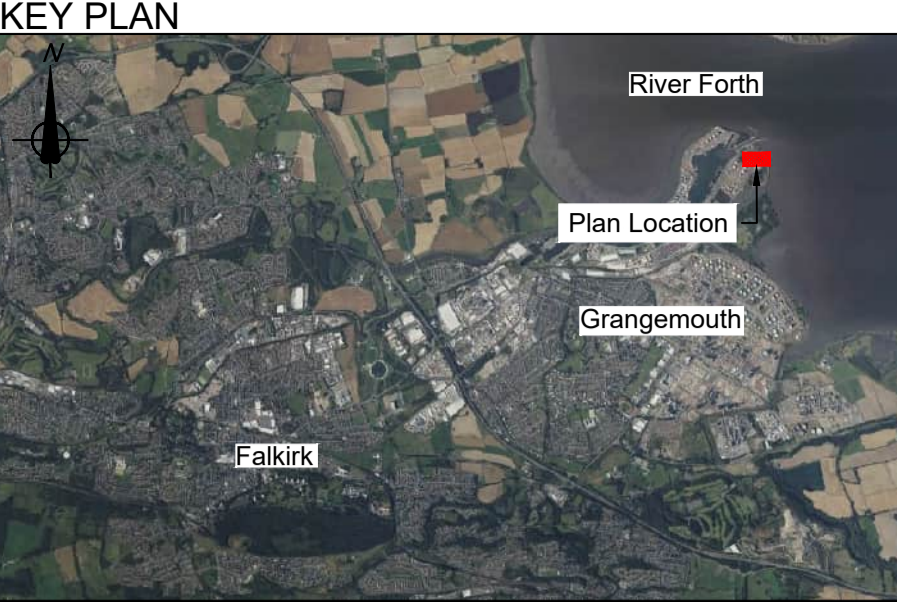 KEY PLAN
N
River Forth
Plan Location
Grangemouth
Falkirk